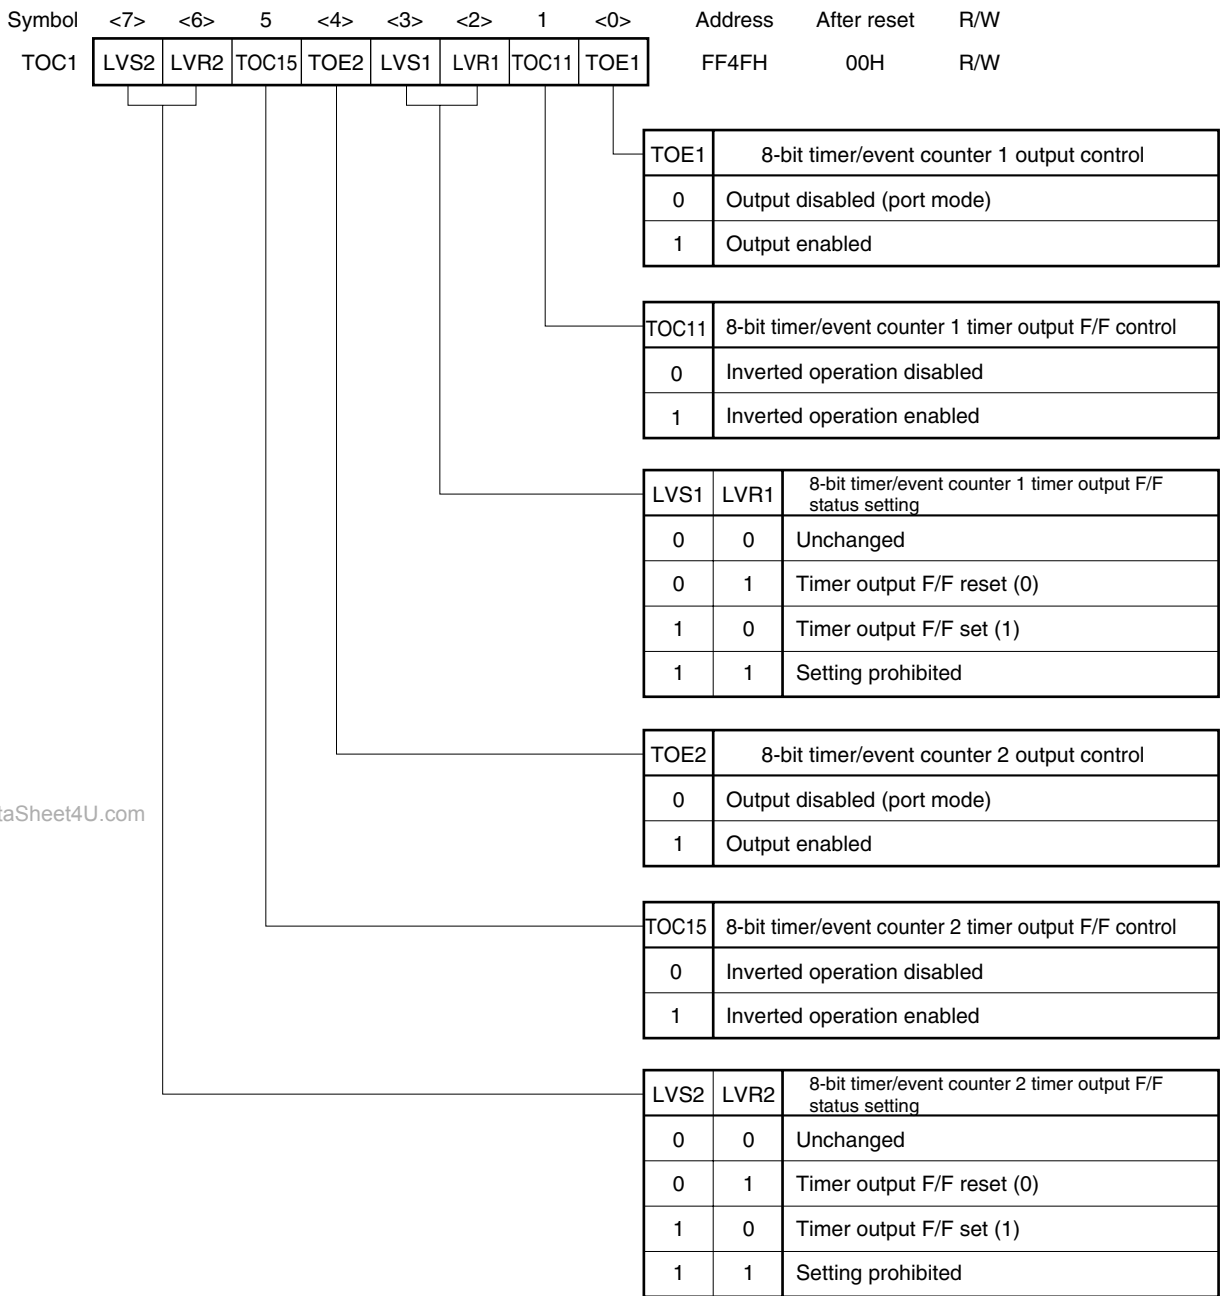 Symbol <7> <6> 5 <4> <3> <2> 1 <0> Address After reset R/W
TOC1 LVS2 LVR2 TOC15 TOE2 LVS1 LVR1 TOC11 TOE1 FF4FH 00H R/W
TOE1 8-bit timer/event counter 1 output control
0 Output disabled (port mode)
1 Output enabled
TOC11 8-bit timer/event counter 1 timer output F/F control
0 Inverted operation disabled
1 Inverted operation enabled
LVS1 LVR1 8-bit timer/event counter 1 timer output F/F
status setting
0 0 Unchanged
0 1 Timer output F/F reset (0)
1 0 Timer output F/F set (1)
1 1 Setting prohibited
TOE2 8-bit timer/event counter 2 output control
0 Output disabled (port mode)
taSheet4U.com
1 Output enabled
TOC15 8-bit timer/event counter 2 timer output F/F control
0 Inverted operation disabled
1 Inverted operation enabled
LVS2 LVR2 8-bit timer/event counter 2 timer output F/F
status setting
0 0 Unchanged
0 1 Timer output F/F reset (0)
1 0 Timer output F/F set (1)
1 1 Setting prohibited